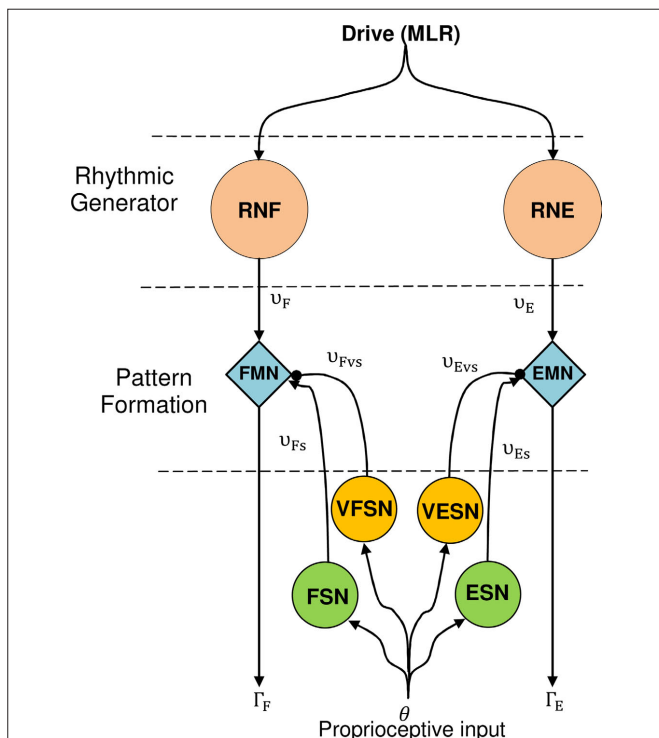 Drive (MLR)
Rhythmic
Generator
RNF
RNE
υF
υE
Pattern
Formation
FMN
EMN
υFvs
υEvs
υFs
υEs
VFSN
VESN
FSN
ESN
ΓF
ΓE
θ
Proprioceptive input